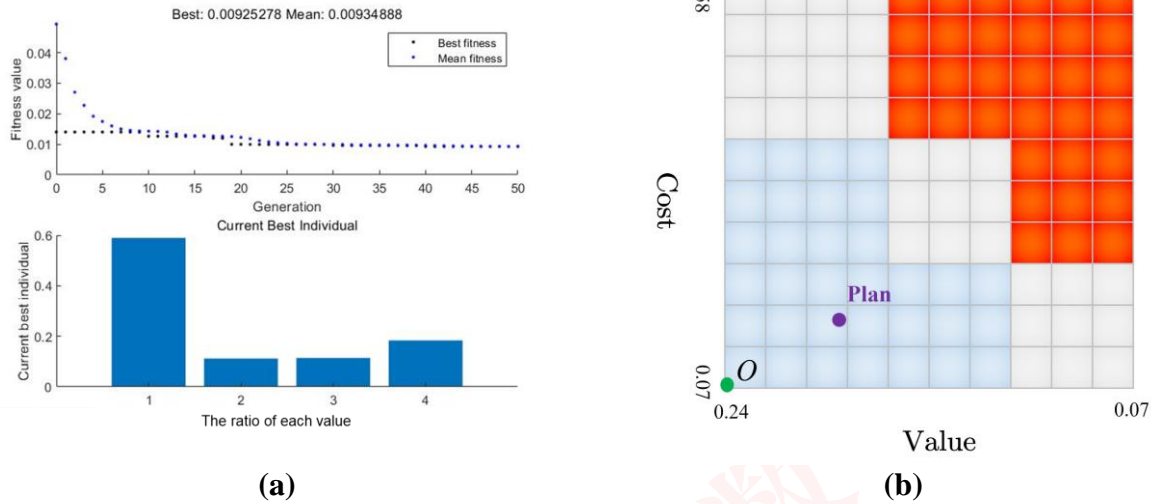 Best: 0.00925278 Mean: 0.00934888
Best fitness
Mean fitness
Fitness value
0.04
0.03
0.02
0.01
0
0 5 10 15 20 25 30 35 40 45 50
Generation
Current Best Individual
Current best individual
0.6
0.4
0.2
0
1 2 3 4
The ratio of each value
(a)
Cost
Plan
O
0.07
0.24 0.07
Value
(b)